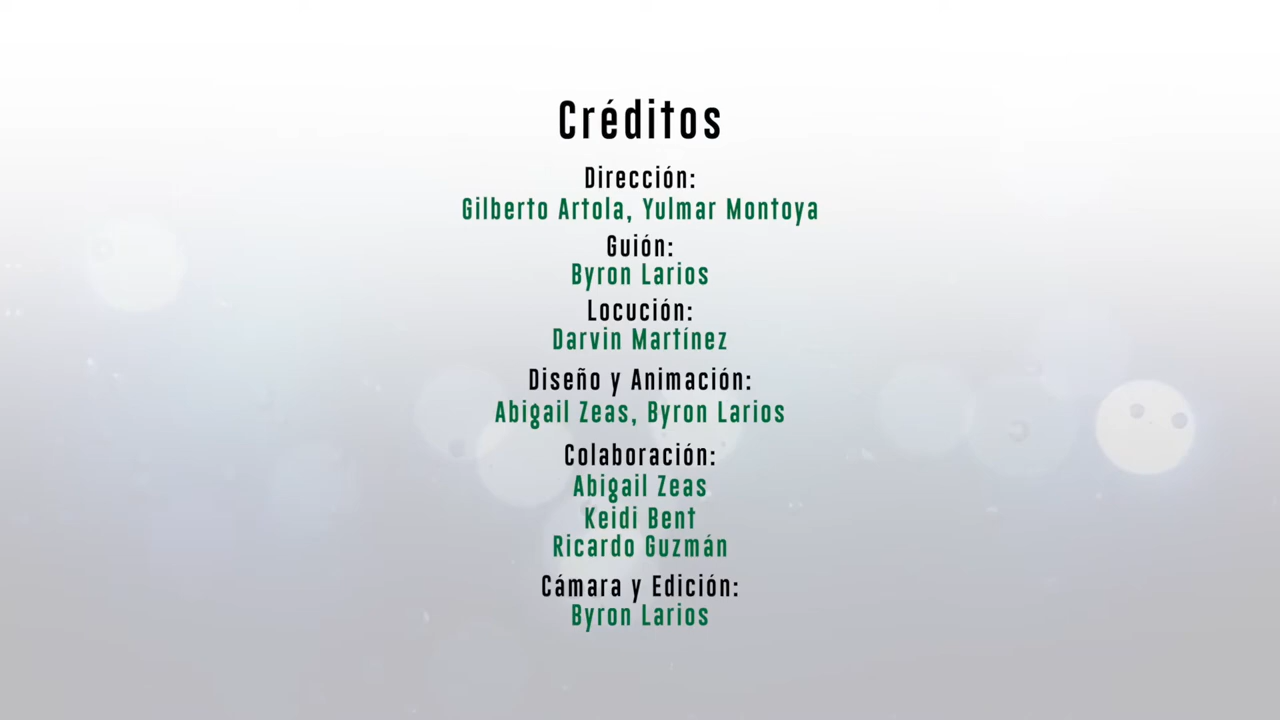 Créditos
Dirección:
Gilberto Artola, Yulmar Montoya
Guión:
Byron Larios
Locución:
Darvin Martínez
Diseño y Animación:
Abigail Zeas, Byron Larios
Colaboración:
Abigail Zeas
Keidi Bent
Ricardo Guzmán
Cámara y Edición:
Byron Larios